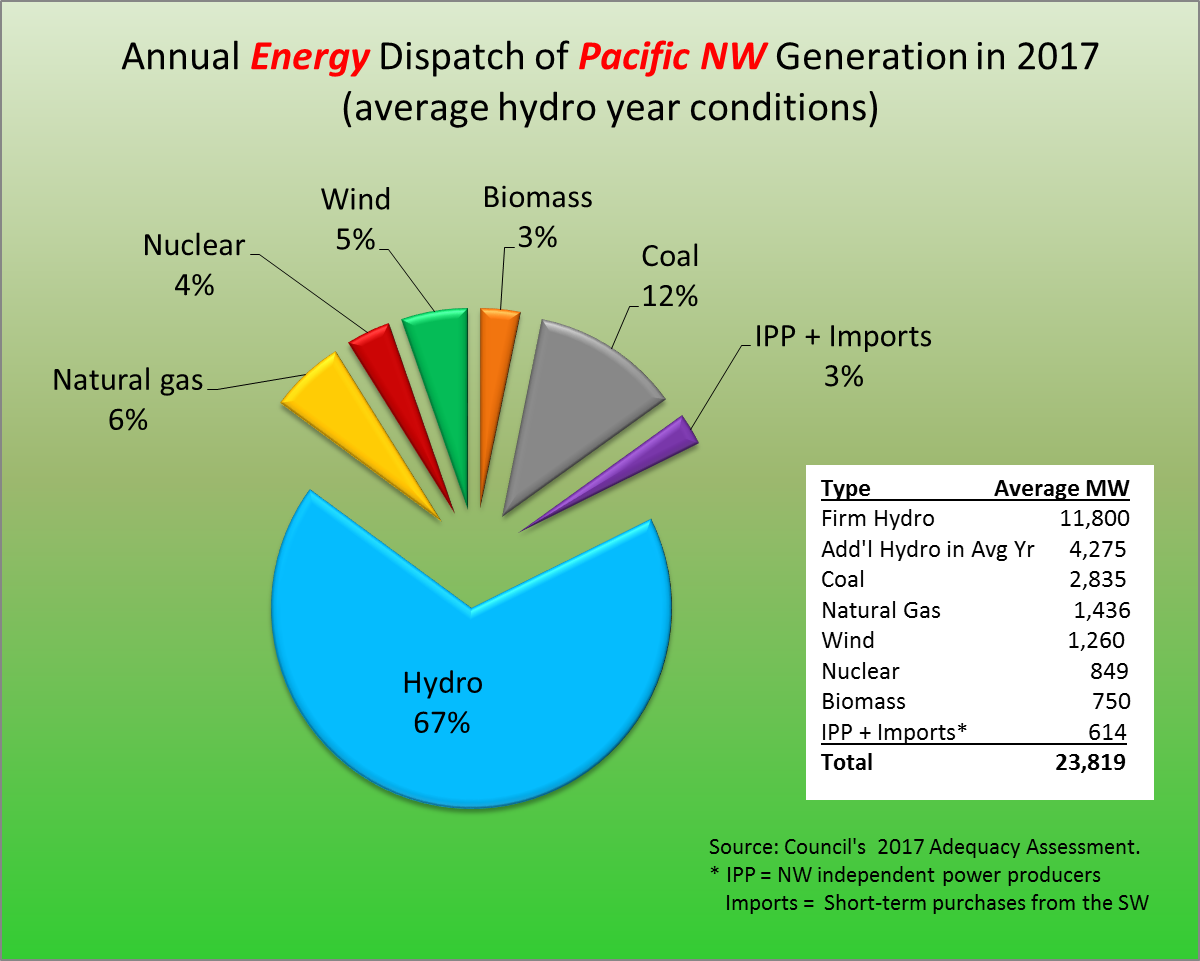 Annual Energy Dispatch of Pacific NW Generation in 2017
(average hydro year conditions)
Wind
5%
Biomass
3%
Nuclear
4%
Coal
12%
IPP + Imports
3%
Natural gas
6%
Hydro
67%
Type Average MW
Firm Hydro 11,800
Add'l Hydro in Avg Yr 4,275
Coal 2,835
Natural Gas 1,436
Wind 1,260
Nuclear 849
Biomass 750
IPP + Imports* 614
Total 23,819
Source: Council's 2017 Adequacy Assessment.
* IPP = NW independent power producers
Imports = Short-term purchases from the SW